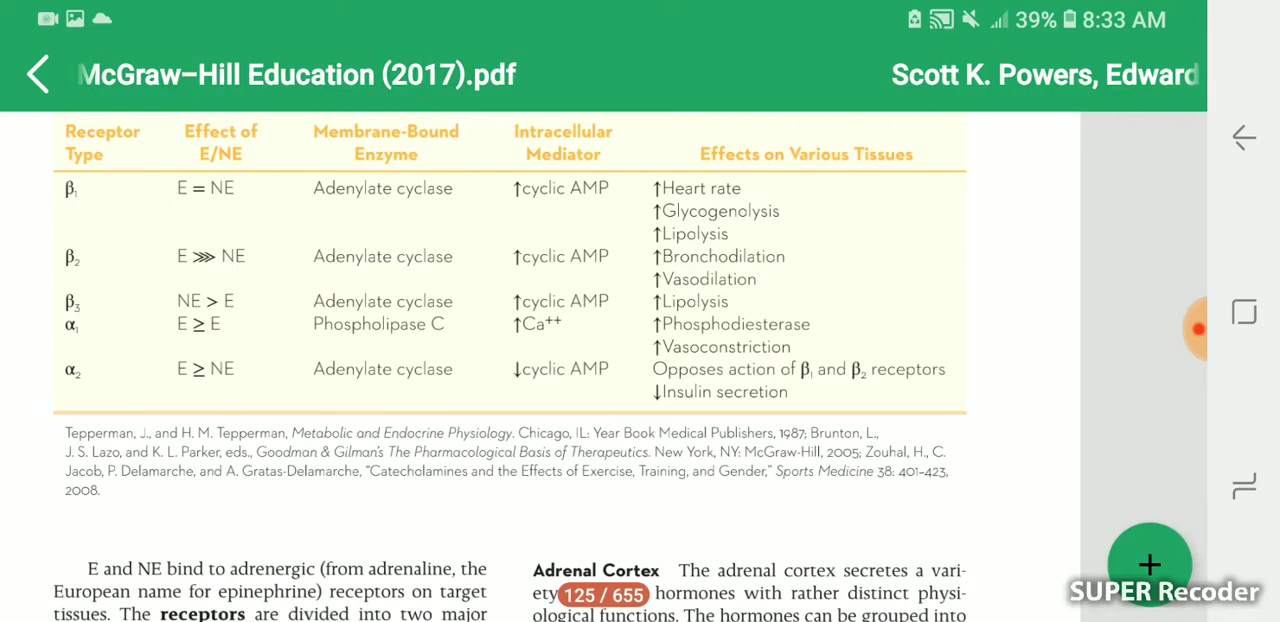 39% 8:33 AM
McGraw-Hill Education (2017).pdf Scott K. Powers, Edward
Receptor Type Effect of E/NE Membrane-Bound Enzyme Intracellular Mediator Effects on Various Tissues
β₁ E = NE Adenylate cyclase ↑cyclic AMP ↑Heart rate
↑Glycogenolysis
↑Lipolysis
β₂ E ⋙ NE Adenylate cyclase ↑cyclic AMP ↑Bronchodilation
↑Vasodilation
β₃ NE > E Adenylate cyclase ↑cyclic AMP ↑Lipolysis
α₁ E ≥ E Phospholipase C ↑Ca⁺⁺ ↑Phosphodiesterase
↑Vasoconstriction
α₂ E ≥ NE Adenylate cyclase ↓cyclic AMP Opposes action of β₁ and β₂ receptors
↓Insulin secretion
Tepperman, J., and H. M. Tepperman, Metabolic and Endocrine Physiology. Chicago, IL: Year Book Medical Publishers, 1987; Brunton, L.,
J. S. Lazo, and K. L. Parker, eds., Goodman & Gilman's The Pharmacological Basis of Therapeutics. New York, NY: McGraw-Hill, 2005; Zouhal, H., C.
Jacob, P. Delamarche, and A. Gratas-Delamarche, "Catecholamines and the Effects of Exercise, Training, and Gender," Sports Medicine 38: 401-423,
2008.
E and NE bind to adrenergic (from adrenaline, the
European name for epinephrine) receptors on target
tissues. The receptors are divided into two major
Adrenal Cortex The adrenal cortex secretes a vari-
ety 125 / 655 hormones with rather distinct physi-
ological functions. The hormones can be grouped into
+
SUPER Recoder